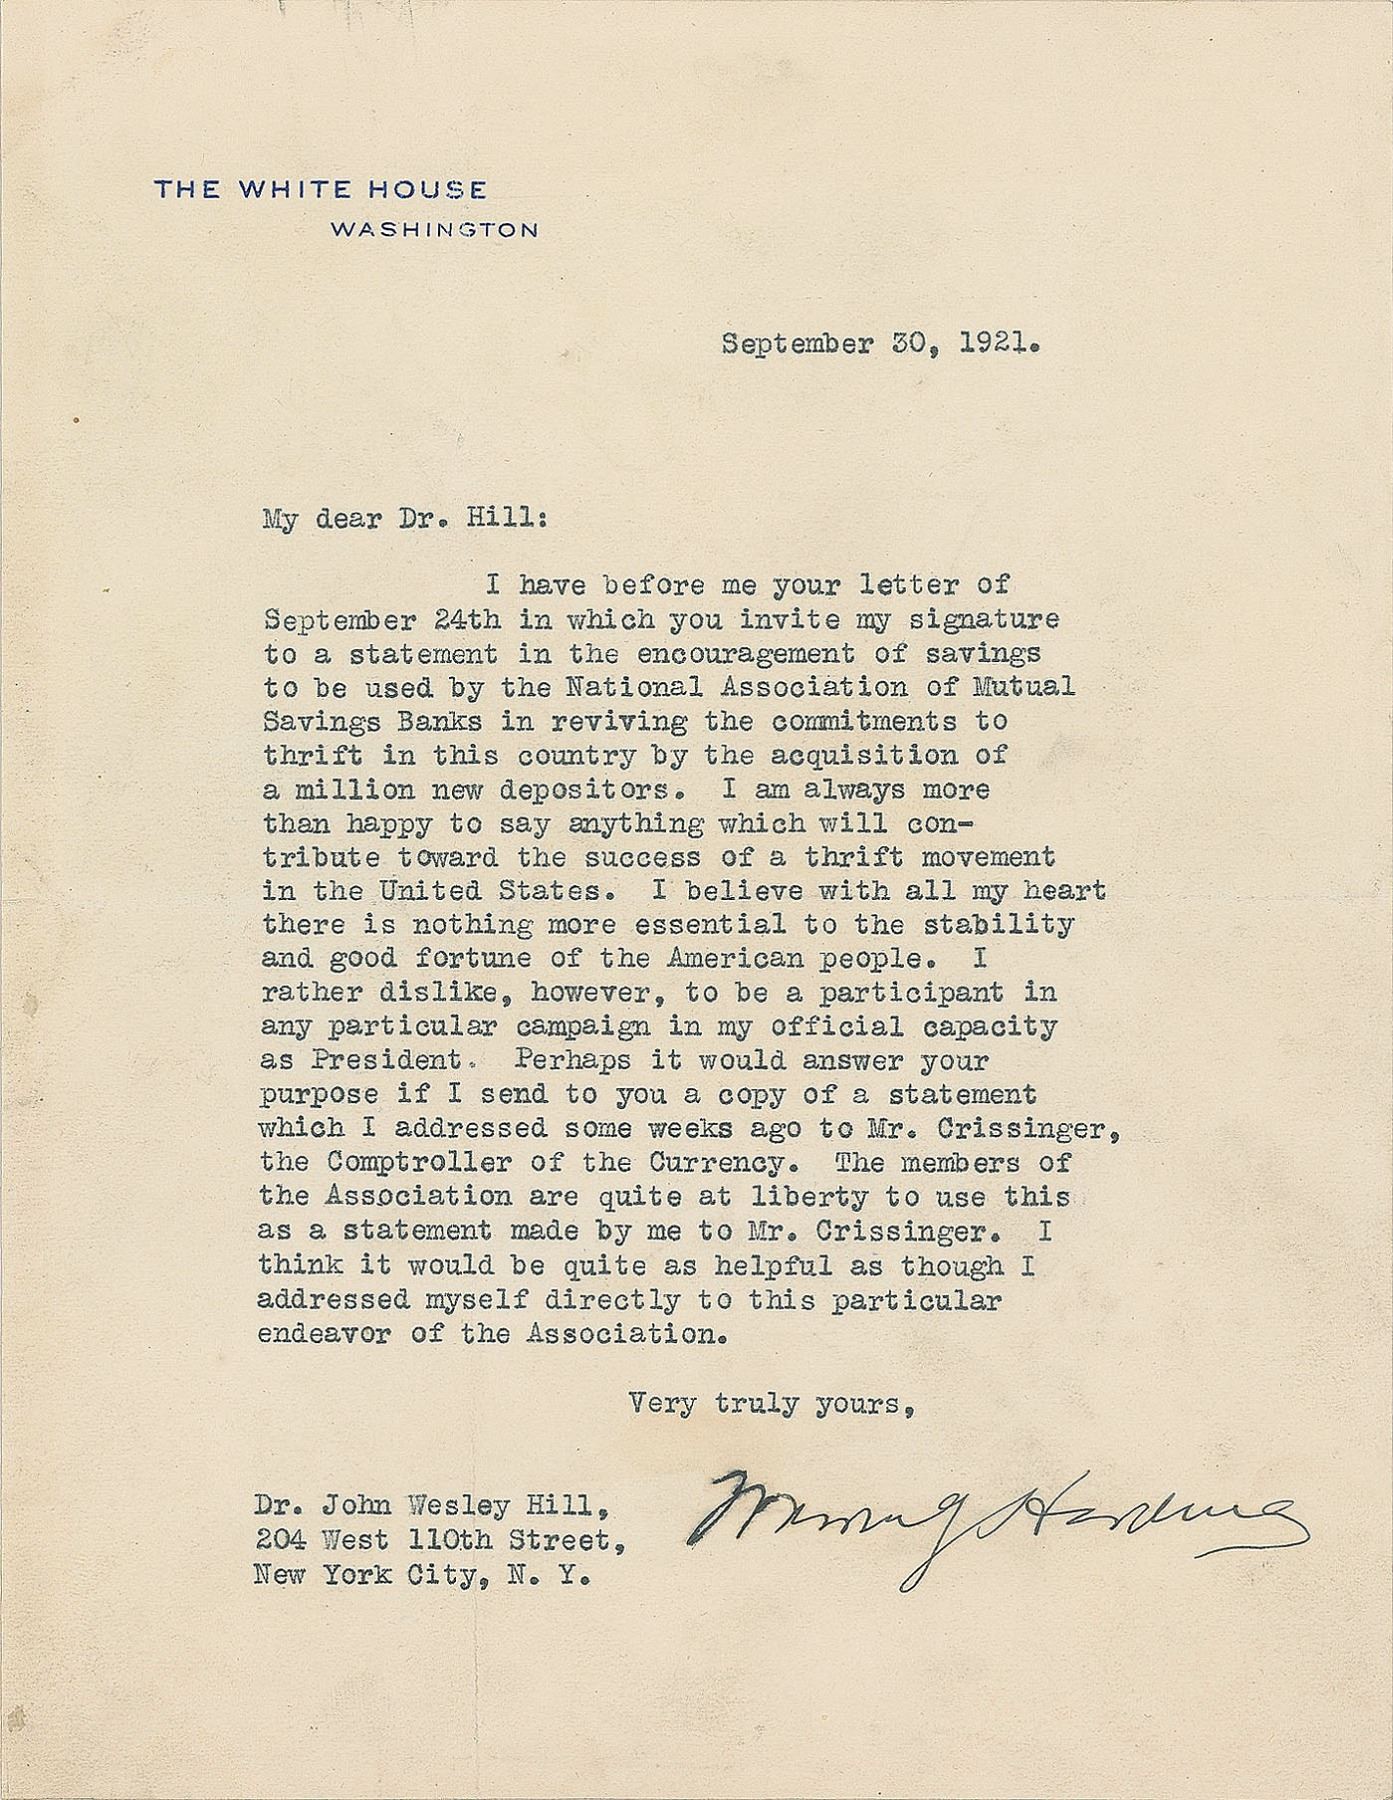 THE WHITE HOUSE
WASHINGTON
September 30, 1921.
My dear Dr. Hill:
I have before me your letter of
September 24th in which you invite my signature
to a statement in the encouragement of savings
to be used by the National Association of Mutual
Savings Banks in reviving the commitments to
thrift in this country by the acquisition of
a million new depositors. I am always more
than happy to say anything which will con-
tribute toward the success of a thrift movement
in the United States. I believe with all my heart
there is nothing more essential to the stability
and good fortune of the American people. I
rather dislike, however, to be a participant in
any particular campaign in my official capacity
as President. Perhaps it would answer your
purpose if I send to you a copy of a statement
which I addressed some weeks ago to Mr. Crissinger,
the Comptroller of the Currency. The members of
the Association are quite at liberty to use this
as a statement made by me to Mr. Crissinger. I
think it would be quite as helpful as though I
addressed myself directly to this particular
endeavor of the Association.
Very truly yours,
Warren G Harding
Dr. John Wesley Hill,
204 West 110th Street,
New York City, N. Y.